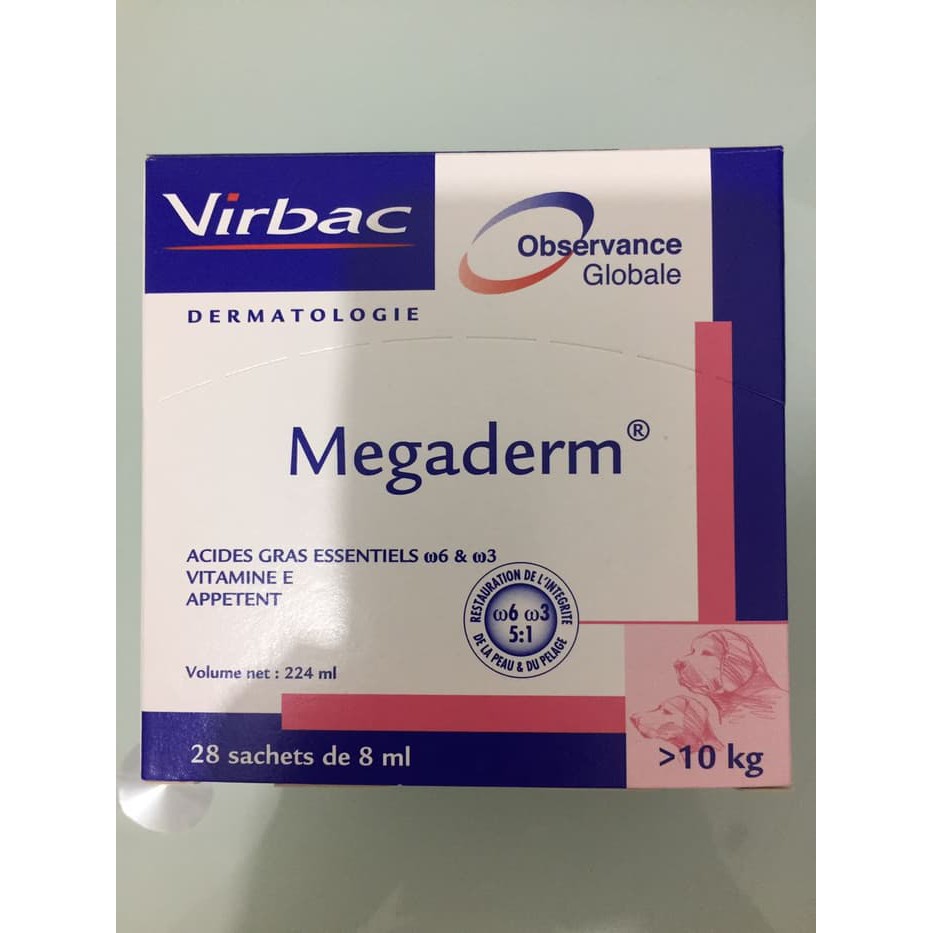 Virbac
Observance
Globale
DERMATOLOGIE
Megaderm®
ACIDES GRAS ESSENTIELS ω6 & ω3
VITAMINE E
APPETENT
RESTAURATION DE L'INTEGRITE
ω6 ω3
5:1
DE LA PEAU & DU PELAGE
Volume net : 224 ml
28 sachets de 8 ml
>10 kg